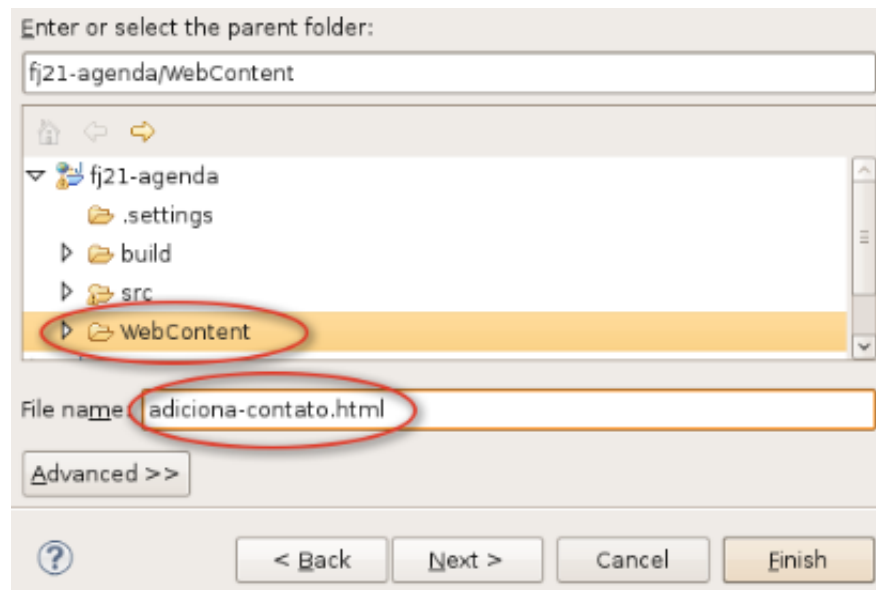 Enter or select the parent folder:
fj21-agenda/WebContent
fj21-agenda
.settings
build
src
WebContent
File name: adiciona-contato.html
Advanced >>
? < Back Next > Cancel Finish